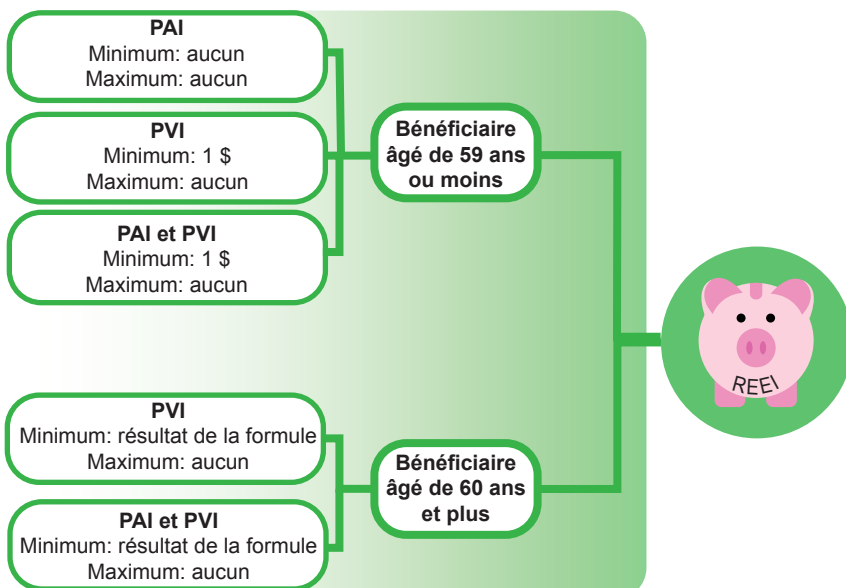 PAI
Minimum: aucun
Maximum: aucun
PVI
Minimum: 1 $
Maximum: aucun
PAI et PVI
Minimum: 1 $
Maximum: aucun
Bénéficiaire
âgé de 59 ans
ou moins
PVI
Minimum: résultat de la formule
Maximum: aucun
PAI et PVI
Minimum: résultat de la formule
Maximum: aucun
Bénéficiaire
âgé de 60 ans
et plus
REEI